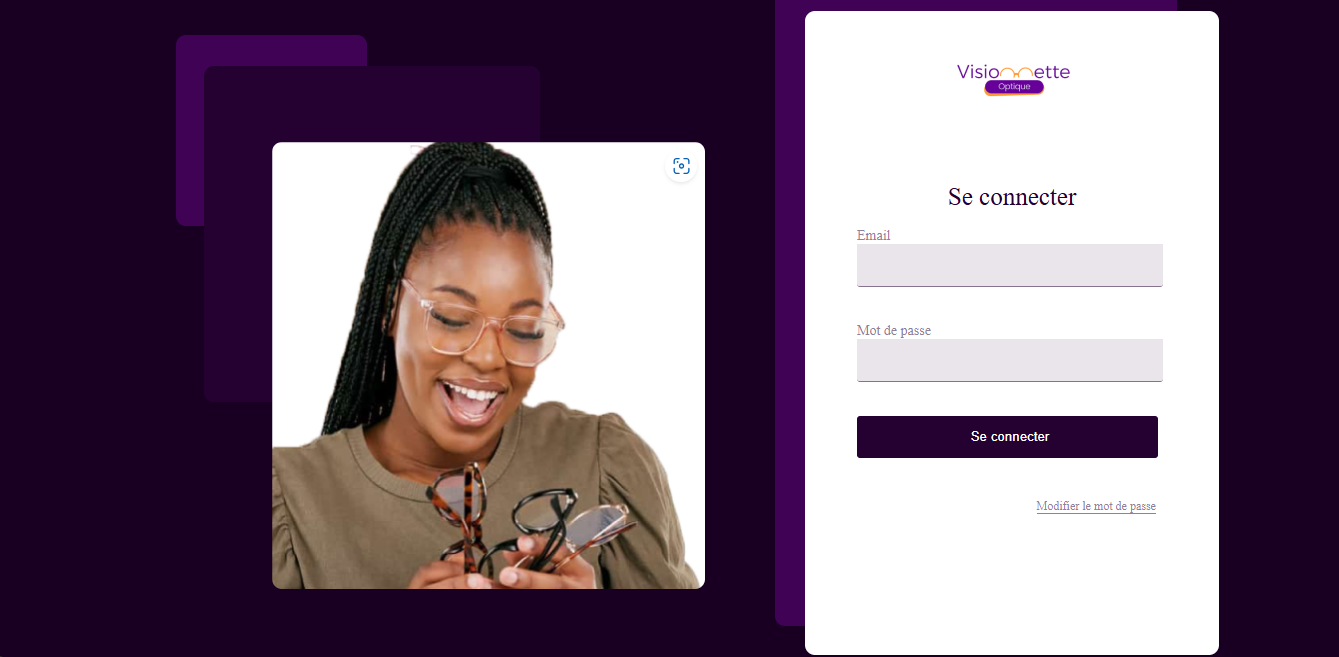 Visionnette
Optique
Se connecter
Email
Mot de passe
Se connecter
Modifier le mot de passe